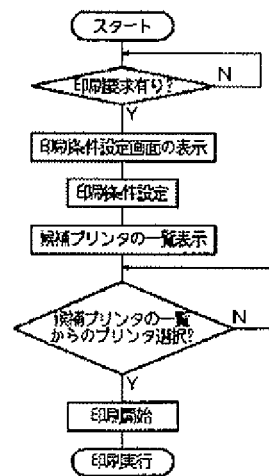 スタート
印刷要求有り?
N
Y
印刷条件設定画面の表示
印刷条件設定
候補プリンタの一覧表示
候補プリンタの一覧
からのプリンタ選択?
N
Y
印刷開始
印刷実行